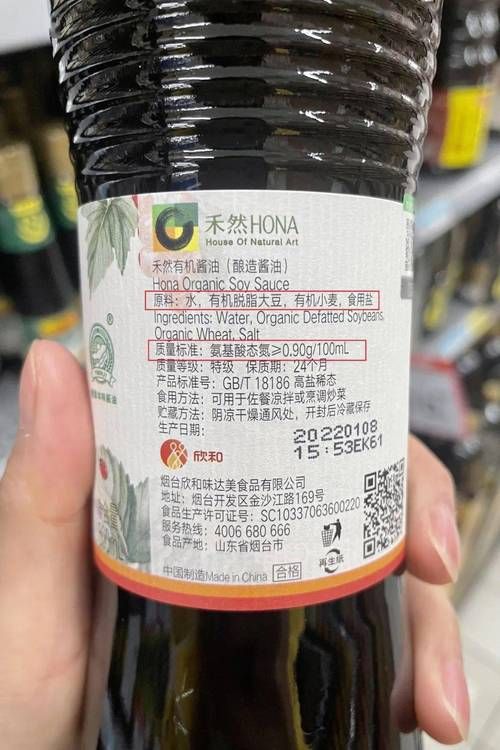 禾然HONA
House Of Natural Art
禾然有机酱油（酿造酱油）
Hona Organic Soy Sauce
原料：水，有机脱脂大豆，有机小麦，食用盐
Ingredients: Water, Organic Defatted Soybeans,
Organic Wheat, Salt
质量标准：氨基酸态氮≥0.90g/100mL
质量等级：特级 保质期：24个月
产品标准号：GB/T 18186 高盐稀态
食用方法：可用于佐餐凉拌或烹调炒菜
贮藏方法：阴凉干燥通风处，开封后冷藏保存
生产日期：
20220108
15:53EK61
欣和
烟台欣和味达美食品有限公司
地址：烟台开发区金沙江路169号
食品生产许可证号：SC10337063600220
服务热线：4006 680 666
食品产地：山东省烟台市
再生纸
中国制造Made in China 合格